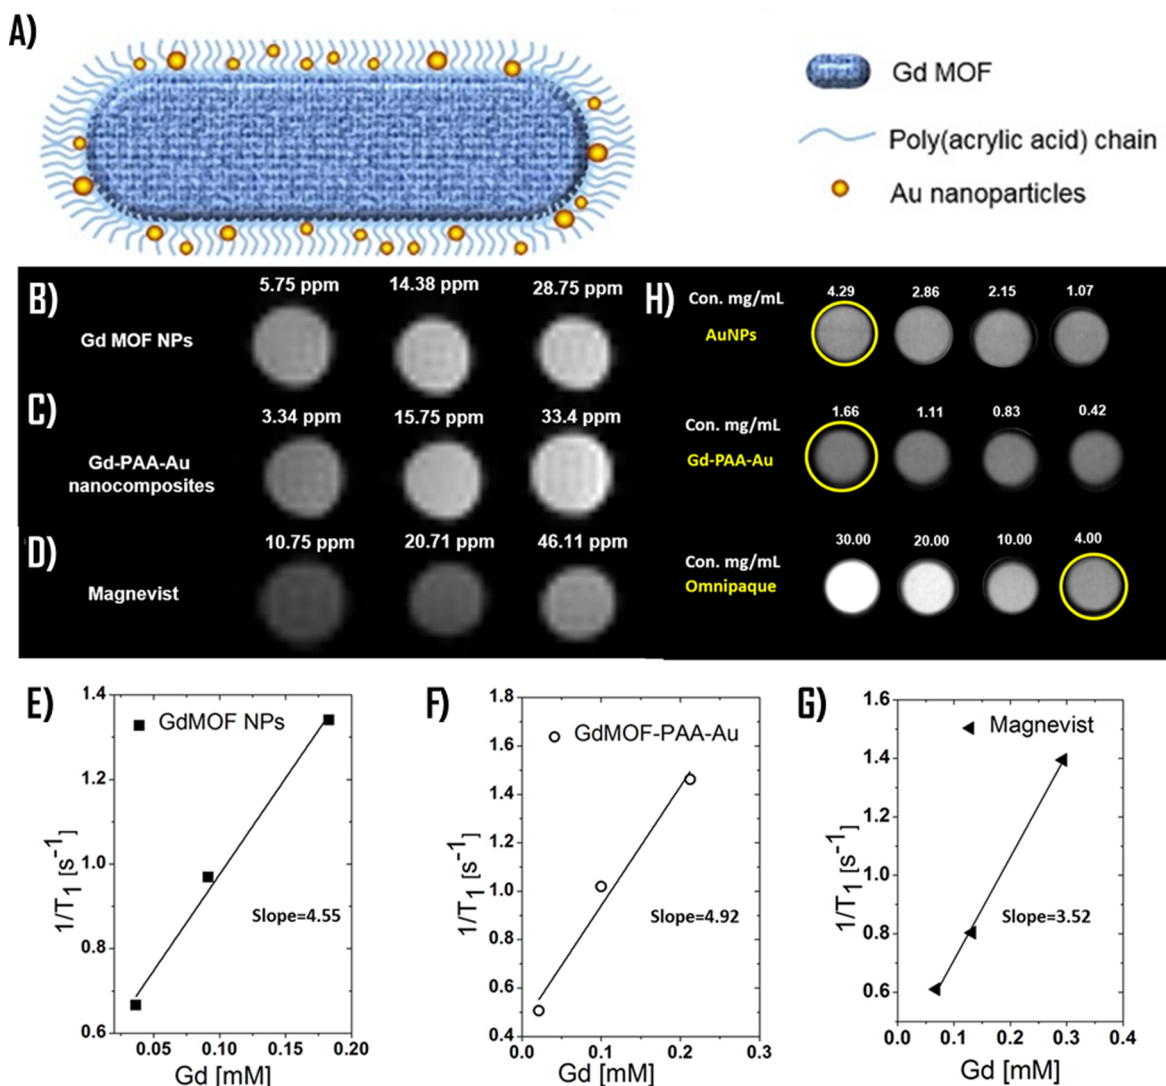 A)
Gd MOF
Poly(acrylic acid) chain
Au nanoparticles
B)
5.75 ppm 14.38 ppm 28.75 ppm
Gd MOF NPs
C)
3.34 ppm 15.75 ppm 33.4 ppm
Gd-PAA-Au
nanocomposites
D)
10.75 ppm 20.71 ppm 46.11 ppm
Magnevist
H)
Con. mg/mL 4.29 2.86 2.15 1.07
AuNPs
Con. mg/mL 1.66 1.11 0.83 0.42
Gd-PAA-Au
Con. mg/mL 30.00 20.00 10.00 4.00
Omnipaque
E)
GdMOF NPs
1.4
1.2
1.0
0.8
0.6
1/T1 [s-1]
Slope=4.55
0.05 0.10 0.15 0.20
Gd [mM]
F)
GdMOF-PAA-Au
1.8
1.6
1.4
1.2
1.0
0.8
0.6
0.4
1/T1 [s-1]
Slope=4.92
0.0 0.1 0.2 0.3
Gd [mM]
G)
Magnevist
1.6
1.4
1.2
1.0
0.8
0.6
1/T1 [s-1]
Slope=3.52
0.0 0.1 0.2 0.3 0.4
Gd [mM]